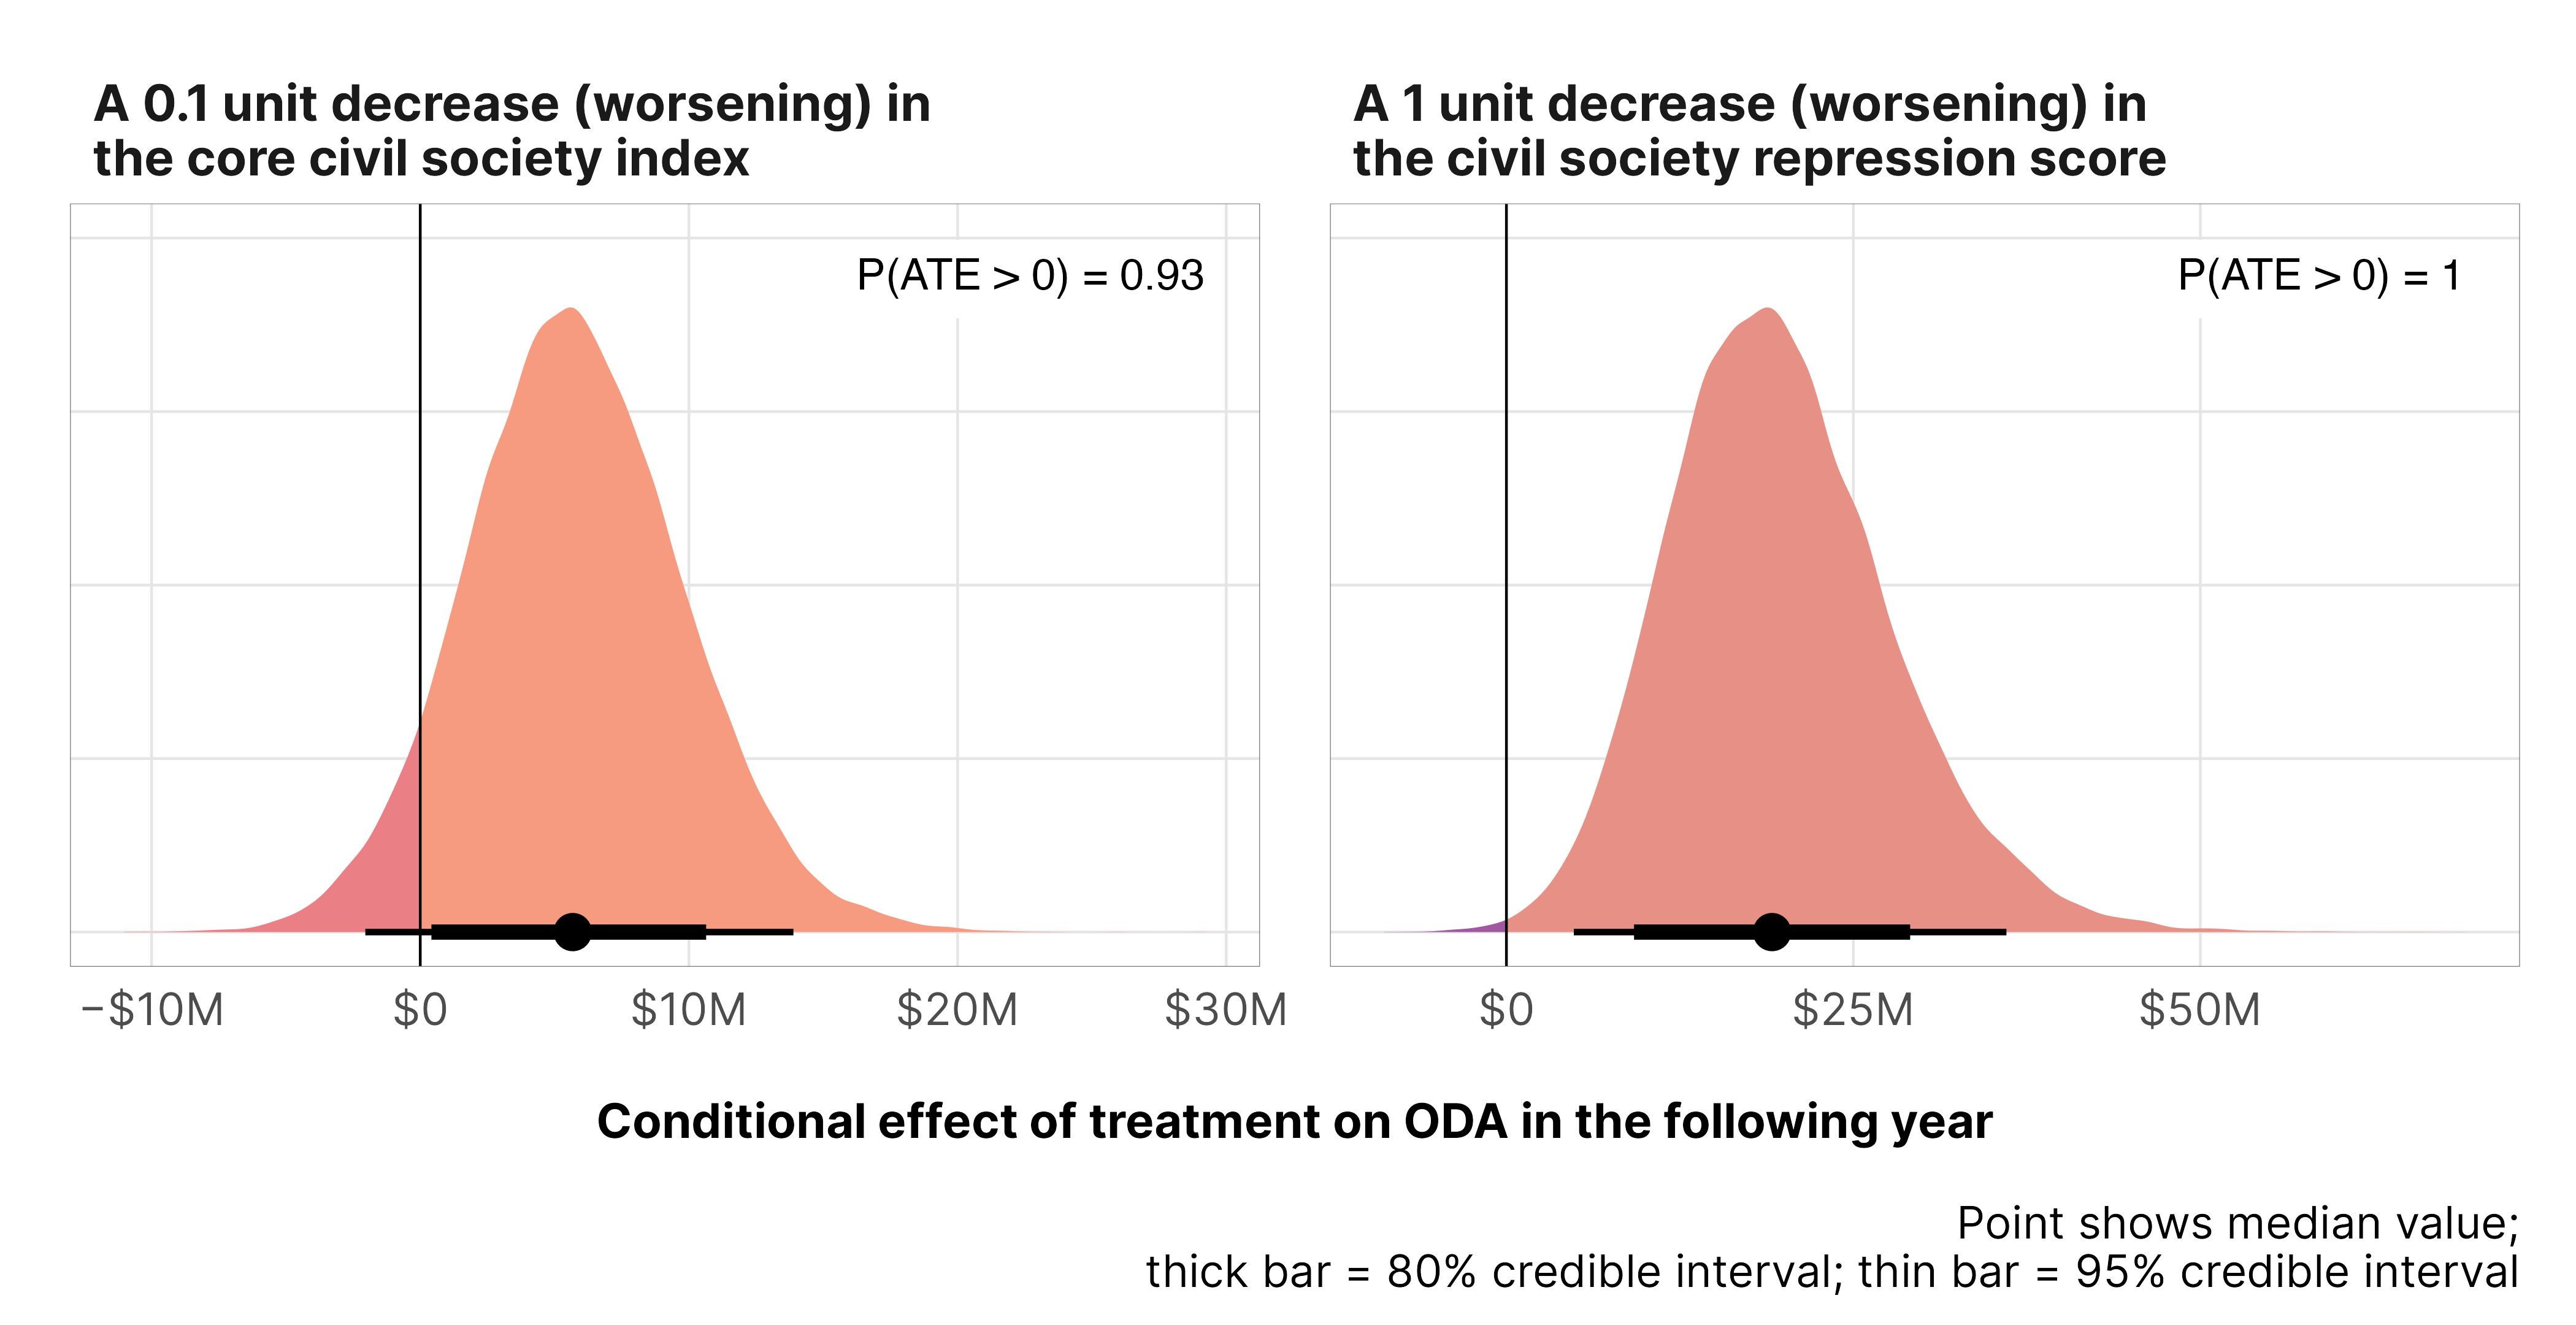 A 0.1 unit decrease (worsening) in
the core civil society index
P(ATE > 0) = 0.93
−$10M
$0
$10M
$20M
$30M
A 1 unit decrease (worsening) in
the civil society repression score
P(ATE > 0) = 1
$0
$25M
$50M
Conditional effect of treatment on ODA in the following year
Point shows median value;
thick bar = 80% credible interval; thin bar = 95% credible interval